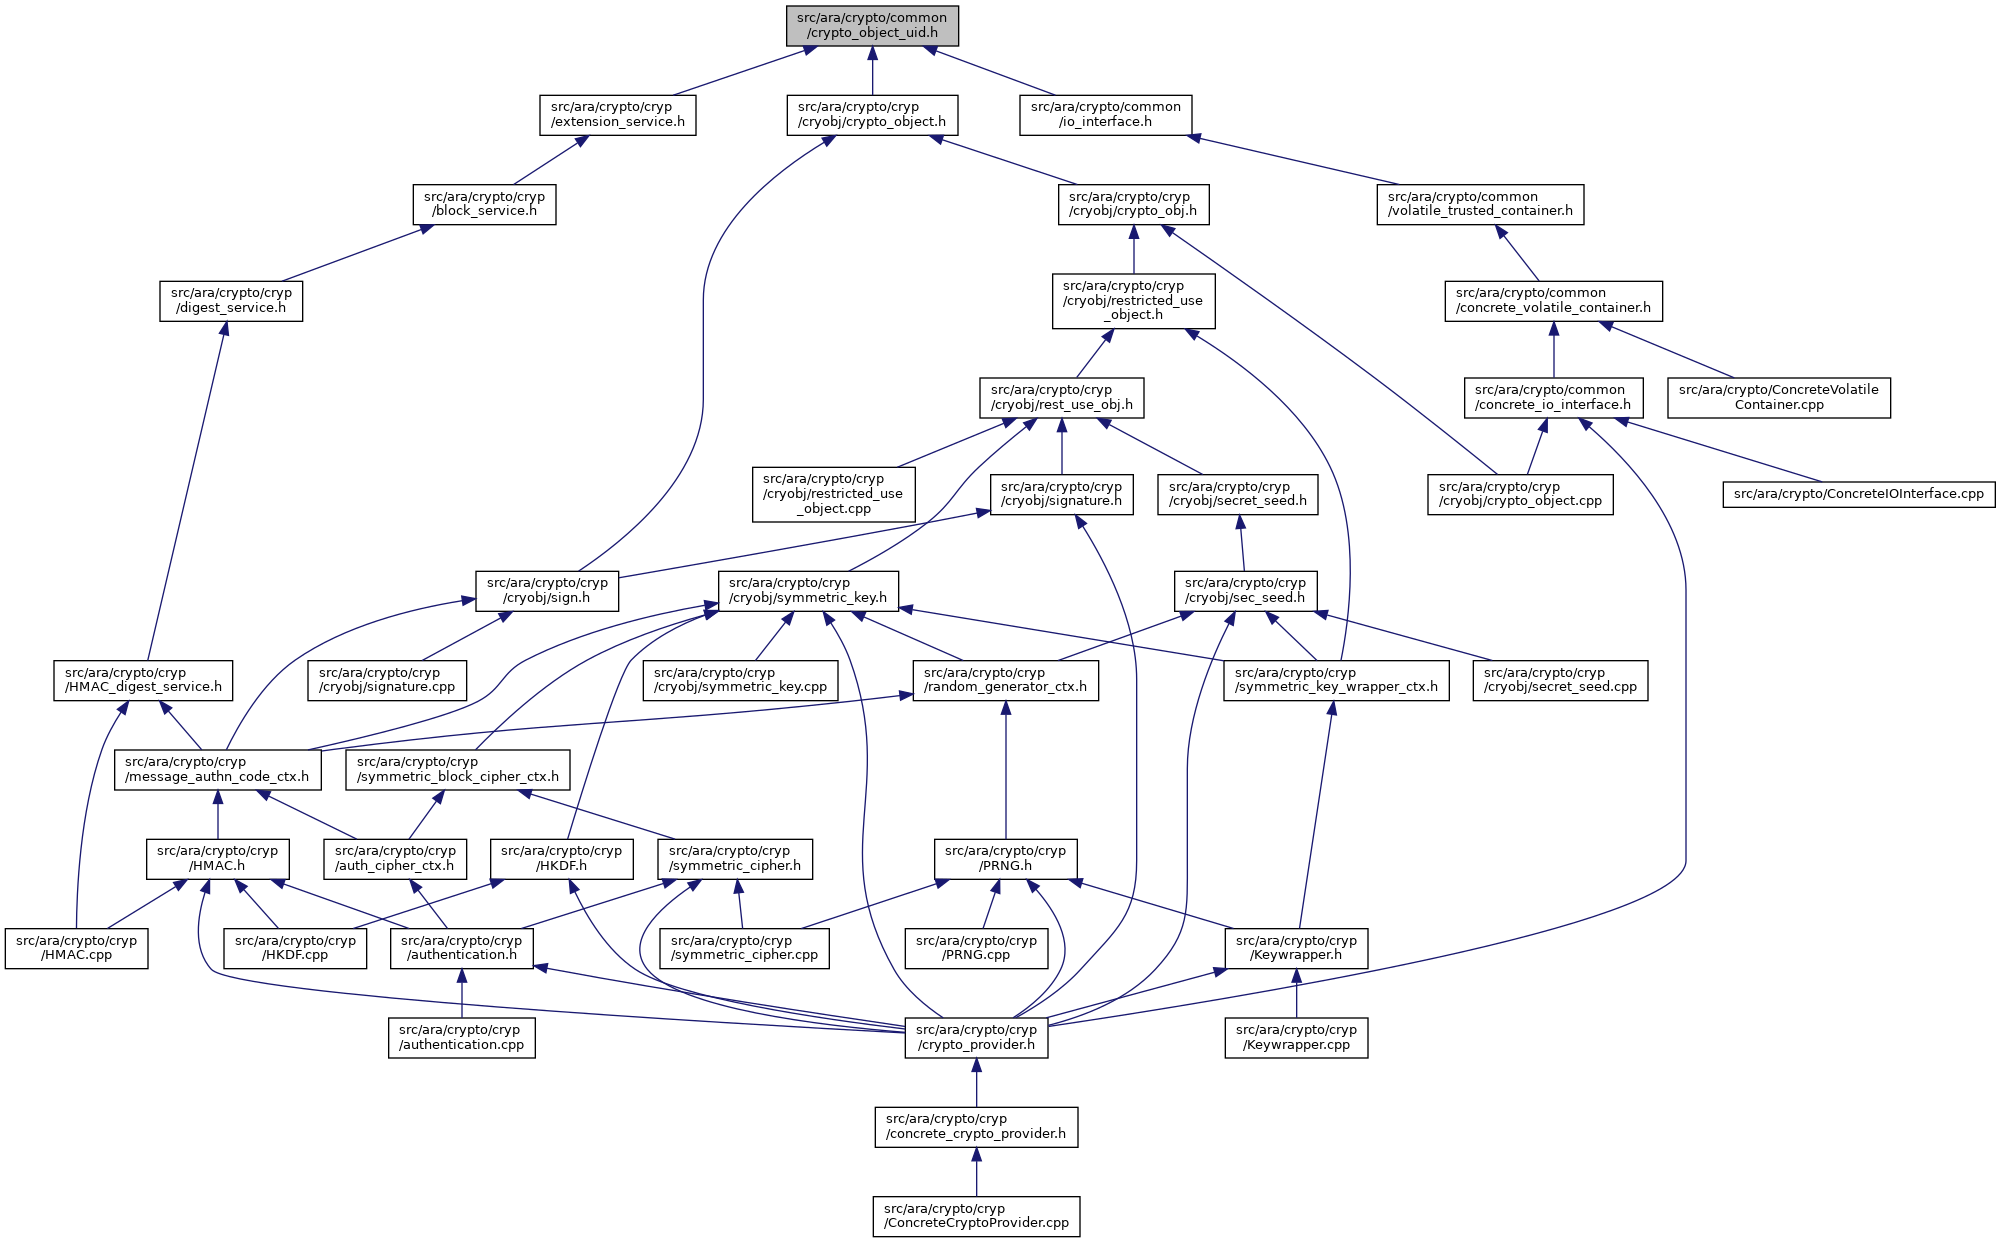 src/ara/crypto/common
/crypto_object_uid.h
src/ara/crypto/cryp
/extension_service.h
src/ara/crypto/cryp
/cryobj/crypto_object.h
src/ara/crypto/common
/io_interface.h
src/ara/crypto/cryp
/block_service.h
src/ara/crypto/cryp
/cryobj/crypto_obj.h
src/ara/crypto/common
/volatile_trusted_container.h
src/ara/crypto/cryp
/digest_service.h
src/ara/crypto/cryp
/cryobj/restricted_use
_object.h
src/ara/crypto/common
/concrete_volatile_container.h
src/ara/crypto/cryp
/cryobj/rest_use_obj.h
src/ara/crypto/common
/concrete_io_interface.h
src/ara/crypto/ConcreteVolatile
Container.cpp
src/ara/crypto/cryp
/cryobj/restricted_use
_object.cpp
src/ara/crypto/cryp
/cryobj/signature.h
src/ara/crypto/cryp
/cryobj/secret_seed.h
src/ara/crypto/cryp
/cryobj/crypto_object.cpp
src/ara/crypto/ConcreteIOInterface.cpp
src/ara/crypto/cryp
/cryobj/sign.h
src/ara/crypto/cryp
/cryobj/symmetric_key.h
src/ara/crypto/cryp
/cryobj/sec_seed.h
src/ara/crypto/cryp
/HMAC_digest_service.h
src/ara/crypto/cryp
/cryobj/signature.cpp
src/ara/crypto/cryp
/cryobj/symmetric_key.cpp
src/ara/crypto/cryp
/random_generator_ctx.h
src/ara/crypto/cryp
/symmetric_key_wrapper_ctx.h
src/ara/crypto/cryp
/cryobj/secret_seed.cpp
src/ara/crypto/cryp
/message_authn_code_ctx.h
src/ara/crypto/cryp
/symmetric_block_cipher_ctx.h
src/ara/crypto/cryp
/HMAC.h
src/ara/crypto/cryp
/auth_cipher_ctx.h
src/ara/crypto/cryp
/HKDF.h
src/ara/crypto/cryp
/symmetric_cipher.h
src/ara/crypto/cryp
/PRNG.h
src/ara/crypto/cryp
/HMAC.cpp
src/ara/crypto/cryp
/HKDF.cpp
src/ara/crypto/cryp
/authentication.h
src/ara/crypto/cryp
/symmetric_cipher.cpp
src/ara/crypto/cryp
/PRNG.cpp
src/ara/crypto/cryp
/Keywrapper.h
src/ara/crypto/cryp
/authentication.cpp
src/ara/crypto/cryp
/crypto_provider.h
src/ara/crypto/cryp
/Keywrapper.cpp
src/ara/crypto/cryp
/concrete_crypto_provider.h
src/ara/crypto/cryp
/ConcreteCryptoProvider.cpp